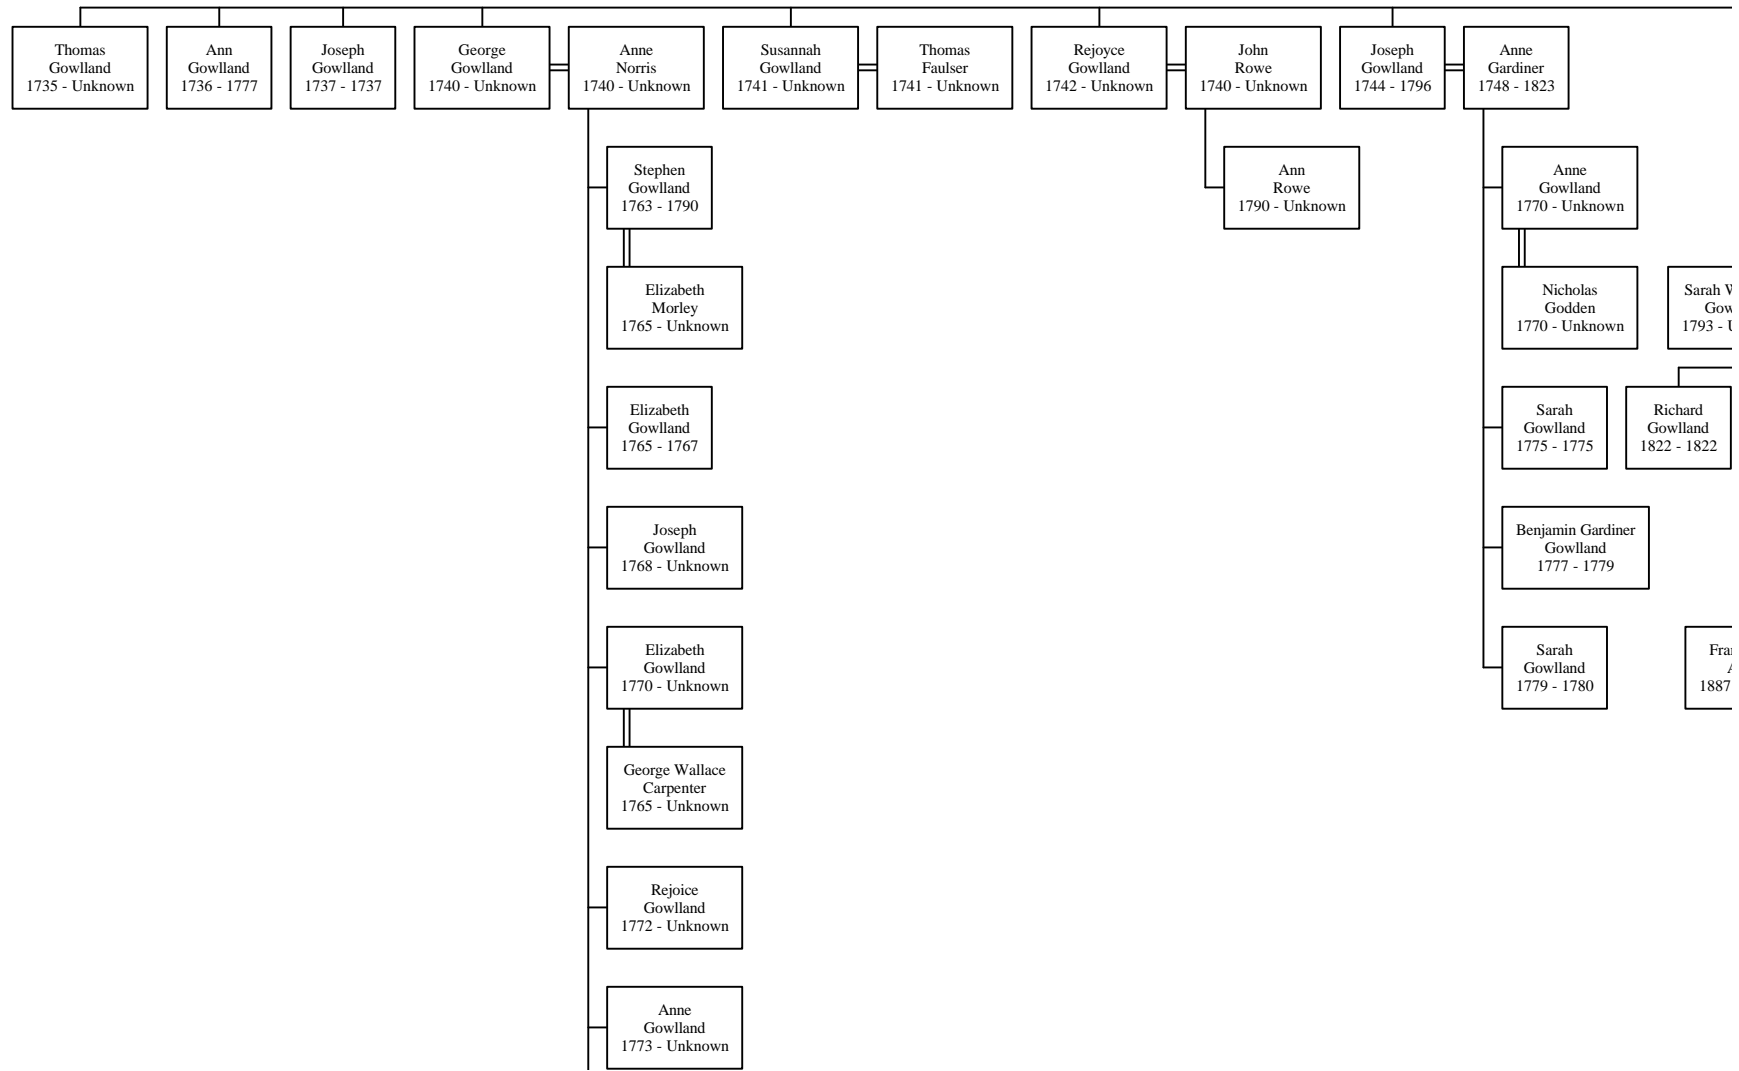 Thomas
Gowlland
1735 - Unknown
Ann
Gowlland
1736 - 1777
Joseph
Gowlland
1737 - 1737
George
Gowlland
1740 - Unknown
Anne
Norris
1740 - Unknown
Susannah
Gowlland
1741 - Unknown
Thomas
Faulser
1741 - Unknown
Rejoyce
Gowlland
1742 - Unknown
John
Rowe
1740 - Unknown
Joseph
Gowlland
1744 - 1796
Anne
Gardiner
1748 - 1823
Stephen
Gowlland
1763 - 1790
Ann
Rowe
1790 - Unknown
Anne
Gowlland
1770 - Unknown
Elizabeth
Morley
1765 - Unknown
Nicholas
Godden
1770 - Unknown
Sarah
Gow
1793 -
Elizabeth
Gowlland
1765 - 1767
Sarah
Gowlland
1775 - 1775
Richard
Gowlland
1822 - 1822
Joseph
Gowlland
1768 - Unknown
Benjamin Gardiner
Gowlland
1777 - 1779
Elizabeth
Gowlland
1770 - Unknown
Sarah
Gowlland
1779 - 1780
Fra
1887
George Wallace
Carpenter
1765 - Unknown
Rejoice
Gowlland
1772 - Unknown
Anne
Gowlland
1773 - Unknown